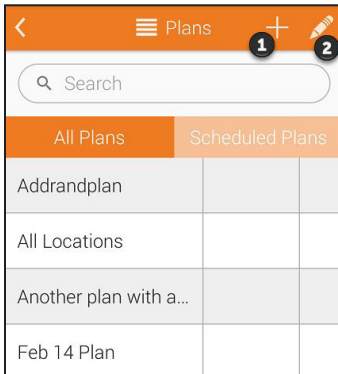 Plans
1
2
Search
All Plans Scheduled Plans
Addrandplan
All Locations
Another plan with a...
Feb 14 Plan